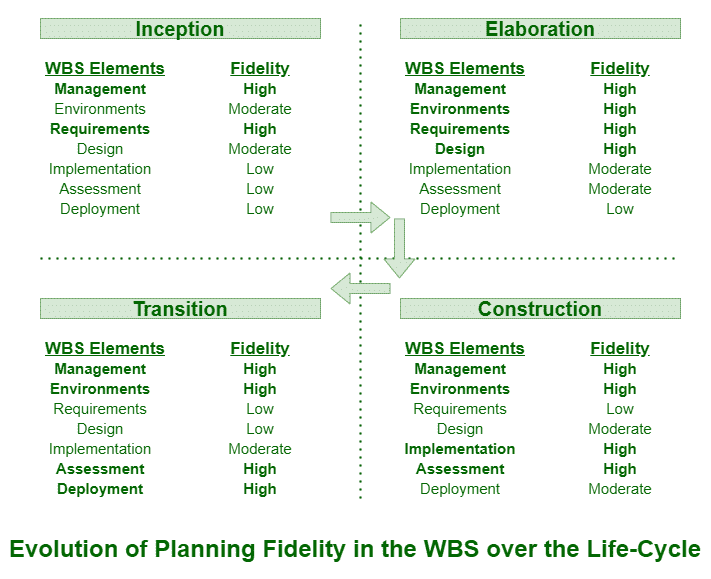 Inception
WBS Elements Fidelity
Management High
Environments Moderate
Requirements High
Design Moderate
Implementation Low
Assessment Low
Deployment Low
Elaboration
WBS Elements Fidelity
Management High
Environments High
Requirements High
Design High
Implementation Moderate
Assessment Moderate
Deployment Low
Transition
WBS Elements Fidelity
Management High
Environments High
Requirements Low
Design Low
Implementation Moderate
Assessment High
Deployment High
Construction
WBS Elements Fidelity
Management High
Environments High
Requirements Low
Design Moderate
Implementation High
Assessment High
Deployment Moderate
Evolution of Planning Fidelity in the WBS over the Life-Cycle